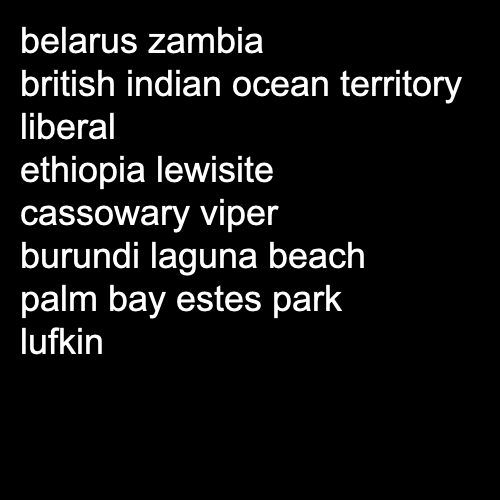 belarus zambia
british indian ocean territory
liberal
ethiopia lewisite
cassowary viper
burundi laguna beach
palm bay estes park
lufkin